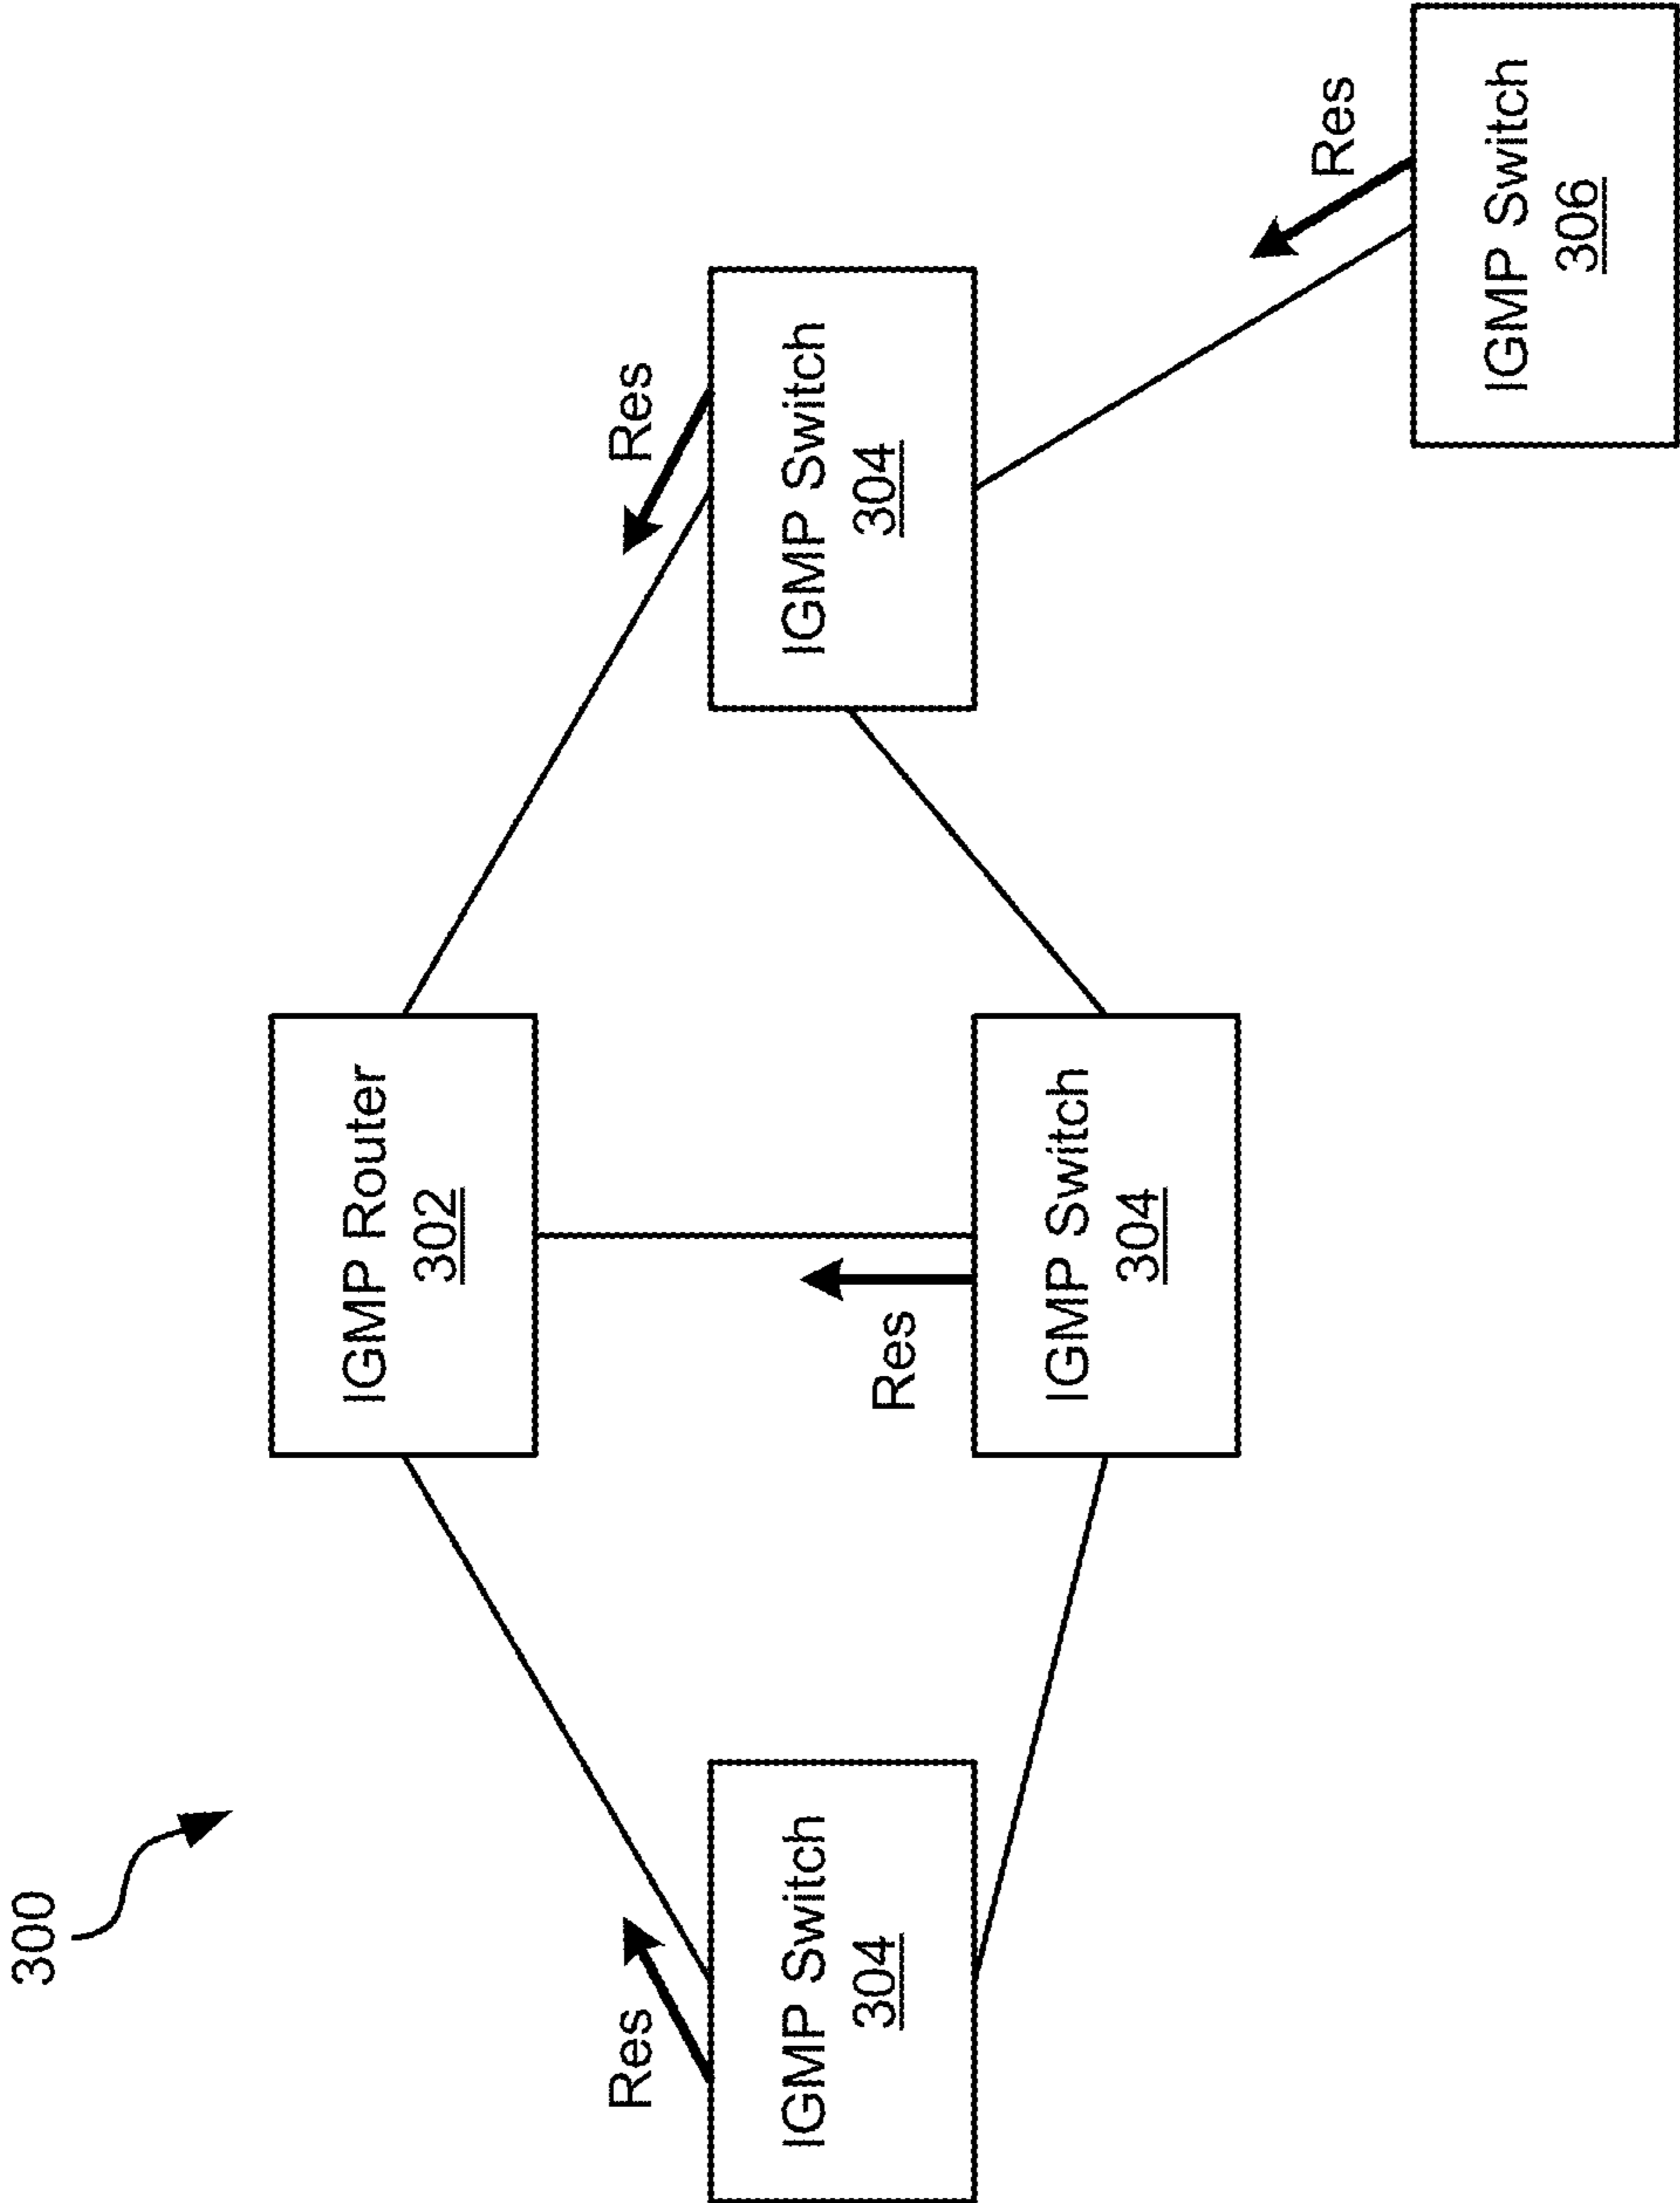 300
IGMP Router
302
Res
Res
IGMP Switch
304
IGMP Switch
304
Res
IGMP Switch
304
Res
IGMP Switch
306